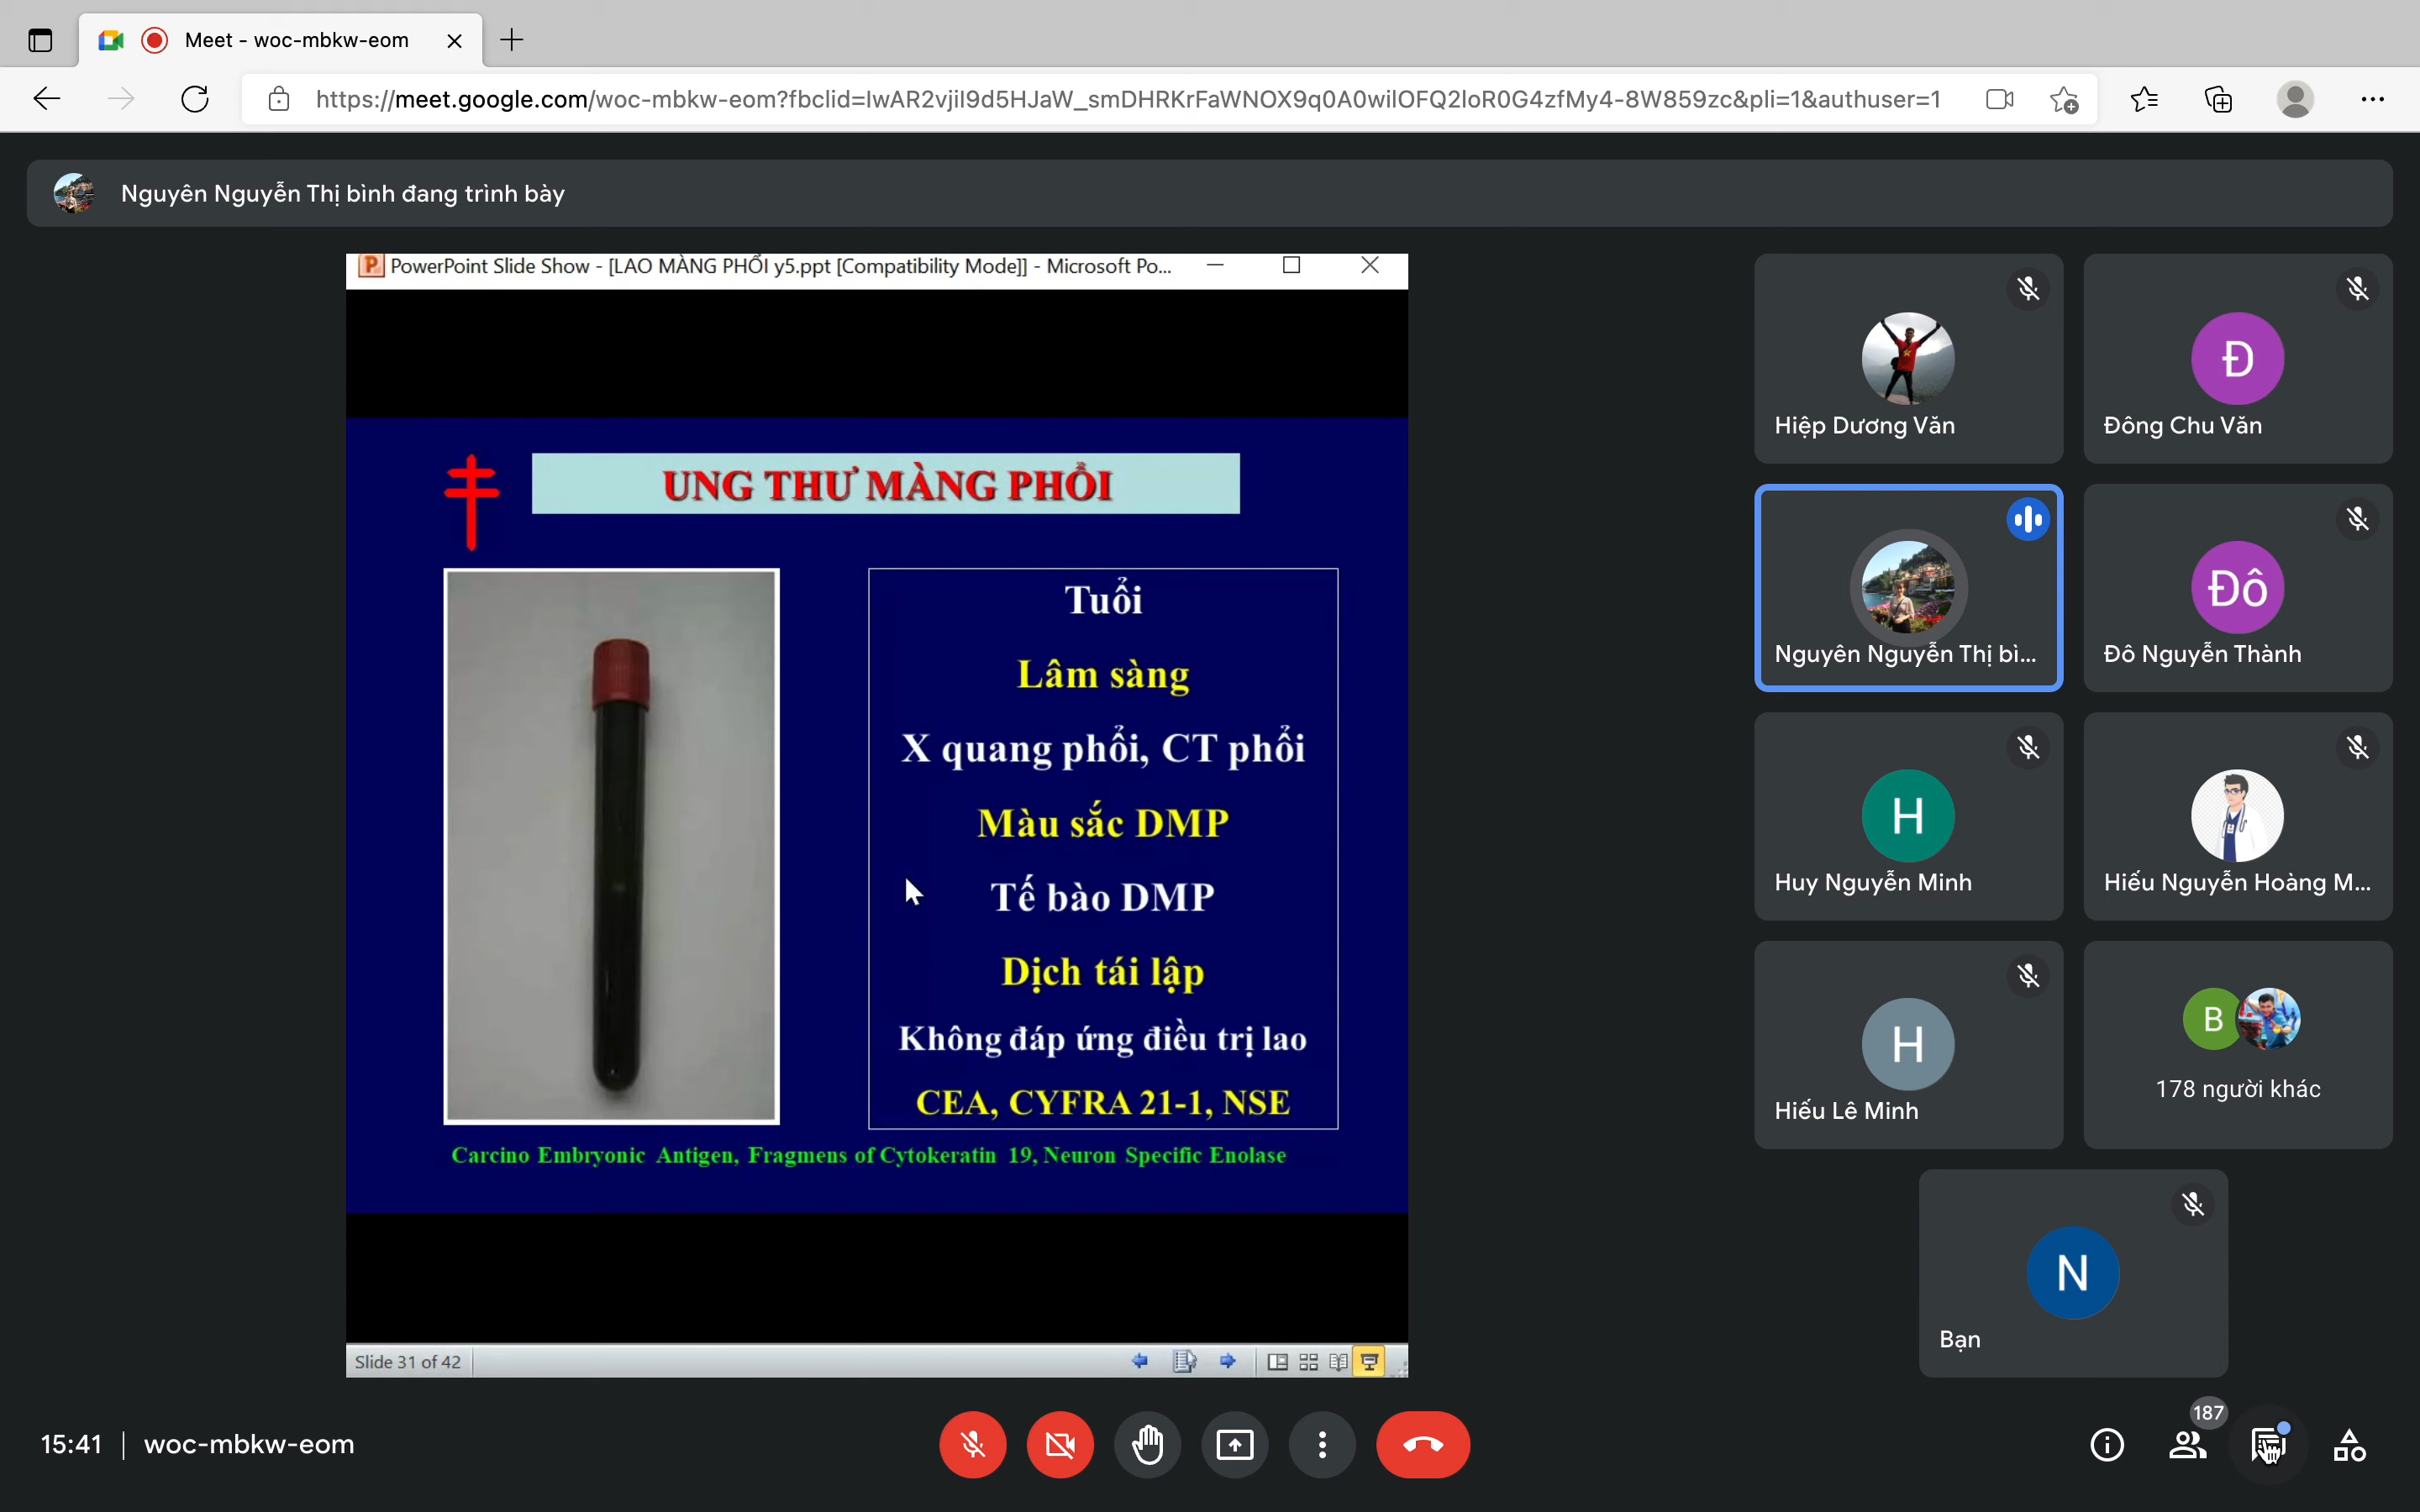 Meet - woc-mbkw-eom
https://meet.google.com/woc-mbkw-eom?fbclid=IwAR2vjiI9d5HJaW_smDHRKrFaWNOX9q0A0wilOFQ2loR0G4zfMy4-8W859zc&pli=1&authuser=1
Nguyên Nguyễn Thị bình đang trình bày
PowerPoint Slide Show - [LAO MÀNG PHỔI y5.ppt [Compatibility Mode]] - Microsoft Po...
UNG THƯ MÀNG PHỔI
Tuổi
Lâm sàng
X quang phổi, CT phổi
Màu sắc DMP
Tế bào DMP
Dịch tái lập
Không đáp ứng điều trị lao
CEA, CYFRA 21-1, NSE
Carcino Embryonic Antigen, Fragmens of Cytokeratin 19, Neuron Specific Enolase
Slide 31 of 42
Hiệp Dương Văn
Đ
Đông Chu Văn
Nguyên Nguyễn Thị bì...
Đô
Đô Nguyễn Thành
H
Huy Nguyễn Minh
Hiếu Nguyễn Hoàng M...
H
Hiếu Lê Minh
B
178 người khác
N
Bạn
15:41
woc-mbkw-eom
187